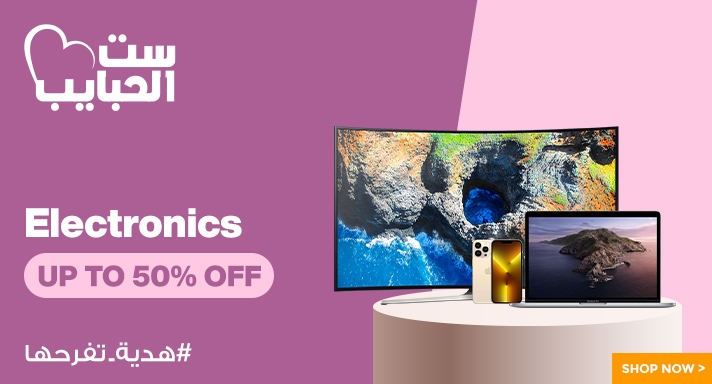 ست
الحبايب
Electronics
UP TO 50% OFF
#هدية_تفرحها
SHOP NOW >